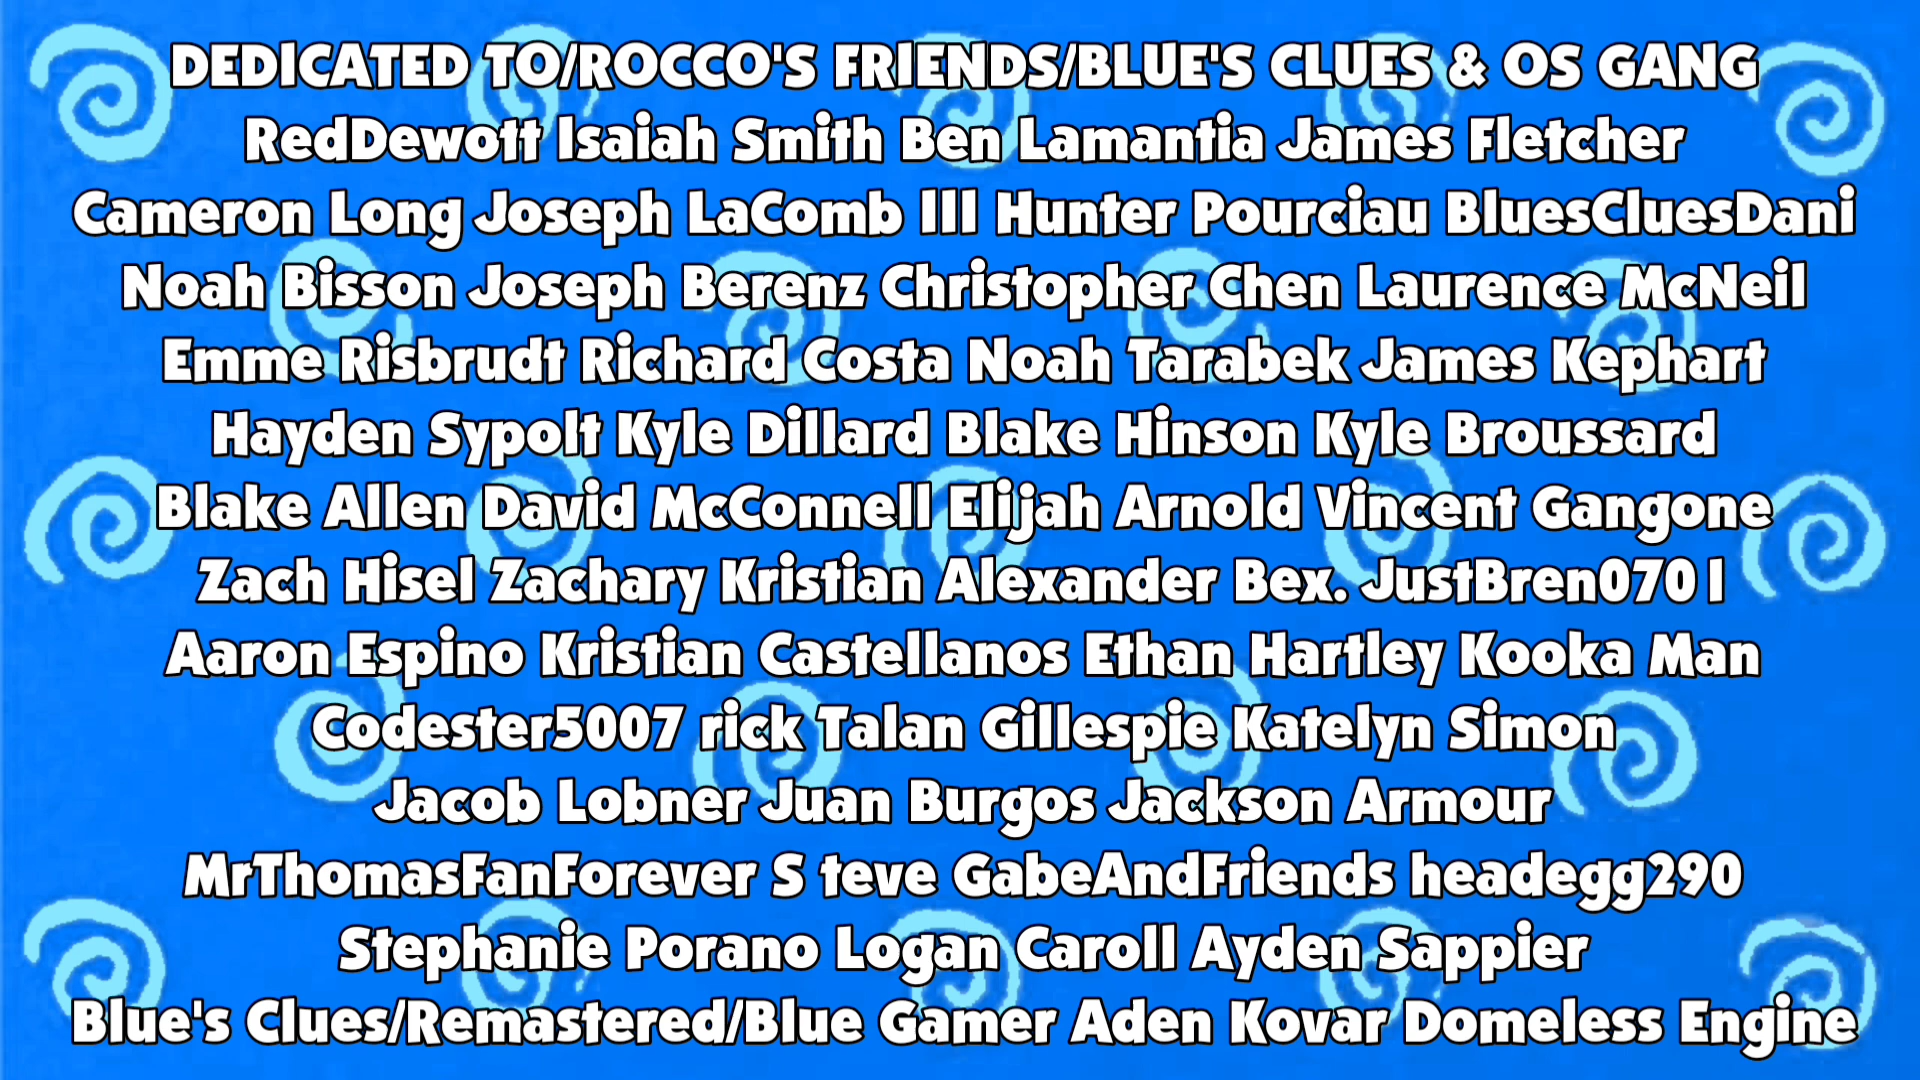 DEDICATED TO/ROCCO'S FRIENDS/BLUE'S CLUES & OS GANG
RedDewott Isaiah Smith Ben Lamantia James Fletcher
Cameron Long Joseph LaComb III Hunter Pourciau BluesCluesDani
Noah Bisson Joseph Berenz Christopher Chen Laurence McNeil
Emme Risbrudt Richard Costa Noah Tarabek James Kephart
Hayden Sypolt Kyle Dillard Blake Hinson Kyle Broussard
Blake Allen David McConnell Elijah Arnold Vincent Gangone
Zach Hisel Zachary Kristian Alexander Bex. JustBren0701
Aaron Espino Kristian Castellanos Ethan Hartley Kooka Man
Codester5007 rick Talan Gillespie Katelyn Simon
Jacob Lobner Juan Burgos Jackson Armour
MrThomasFanForever S teve GabeAndFriends headegg290
Stephanie Porano Logan Caroll Ayden Sappier
Blue's Clues/Remastered/Blue Gamer Aden Kovar Domeless Engine